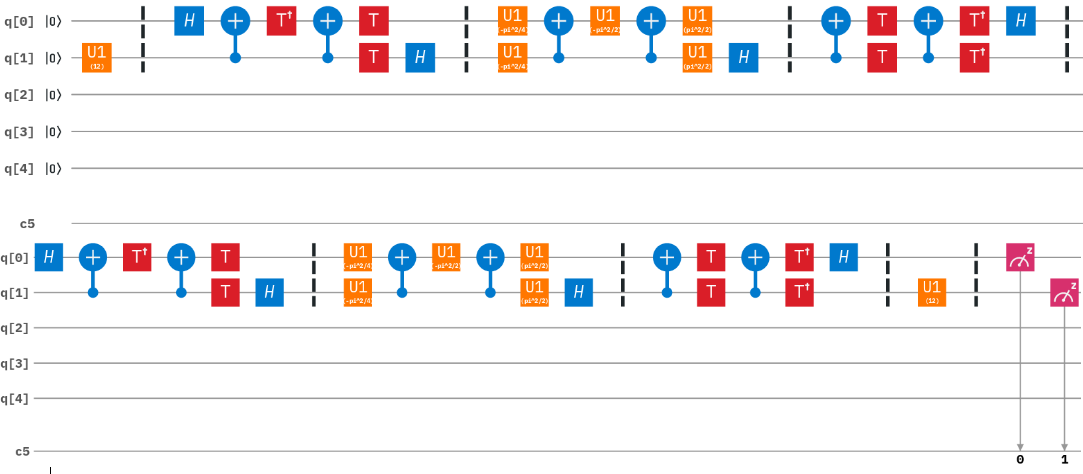 q[0] |0⟩ H + T† + T U1 (-pi^2/4) + U1 (-pi^2/2) + U1 (pi^2/2) + T + T† H
q[1] |0⟩ U1 (12) T H U1 (-pi^2/4) U1 (pi^2/2) H T T†
q[2] |0⟩
q[3] |0⟩
q[4] |0⟩
c5
q[0] H + T† + T U1 (-pi^2/4) + U1 (-pi^2/2) + U1 (pi^2/2) + T + T† H z
q[1] T H U1 (-pi^2/4) U1 (pi^2/2) H T T† U1 (12) z
q[2]
q[3]
q[4]
c5
0 1